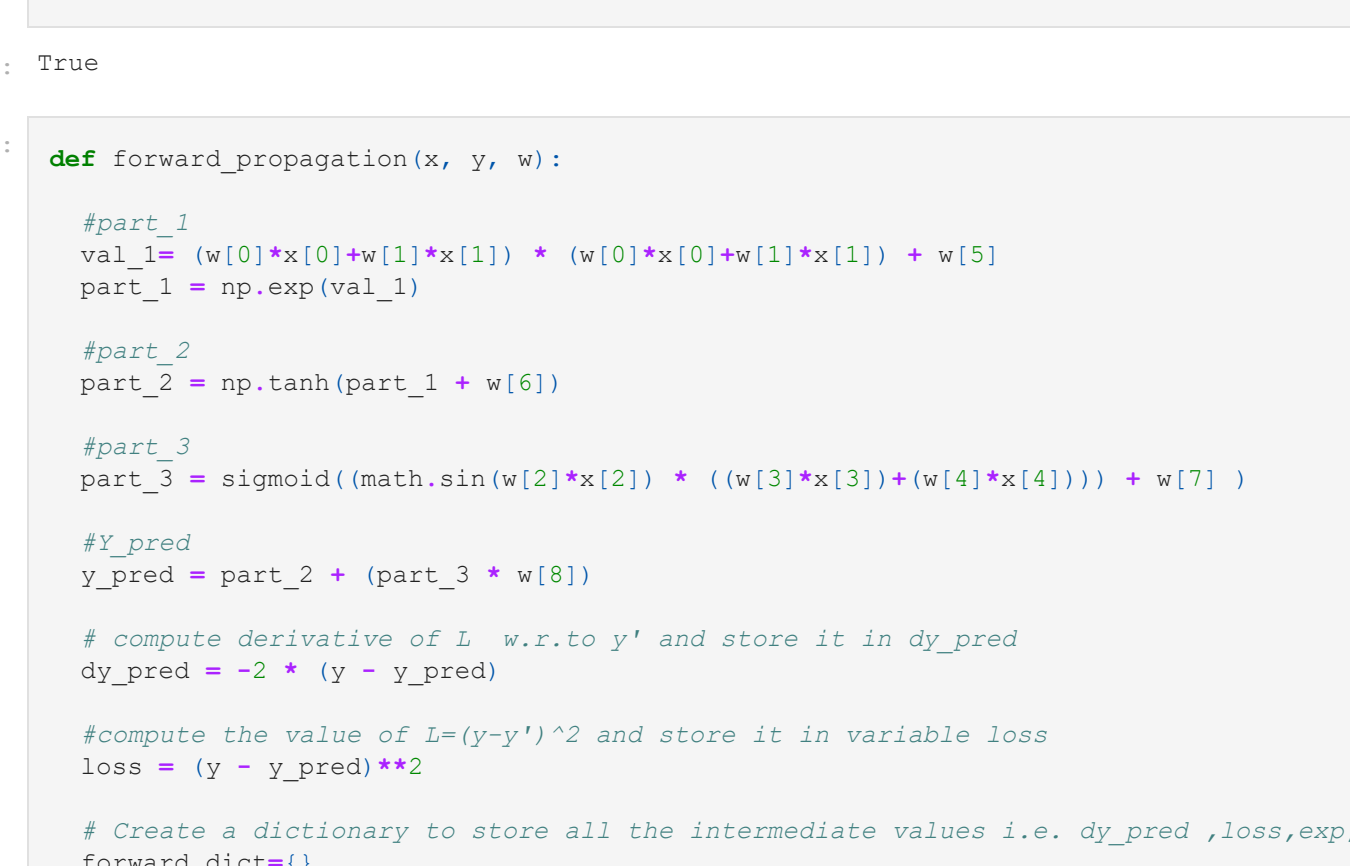 : True
:
def forward_propagation(x, y, w):
#part_1
val_1= (w[0]*x[0]+w[1]*x[1]) * (w[0]*x[0]+w[1]*x[1]) + w[5]
part_1 = np.exp(val_1)
#part_2
part_2 = np.tanh(part_1 + w[6])
#part_3
part_3 = sigmoid((math.sin(w[2]*x[2]) * ((w[3]*x[3])+(w[4]*x[4]))) + w[7] )
#Y_pred
y_pred = part_2 + (part_3 * w[8])
# compute derivative of L  w.r.to y' and store it in dy_pred
dy_pred = -2 * (y - y_pred)
#compute the value of L=(y-y')^2 and store it in variable loss
loss = (y - y_pred)**2
# Create a dictionary to store all the intermediate values i.e. dy_pred ,loss,exp,
forward_dict={}